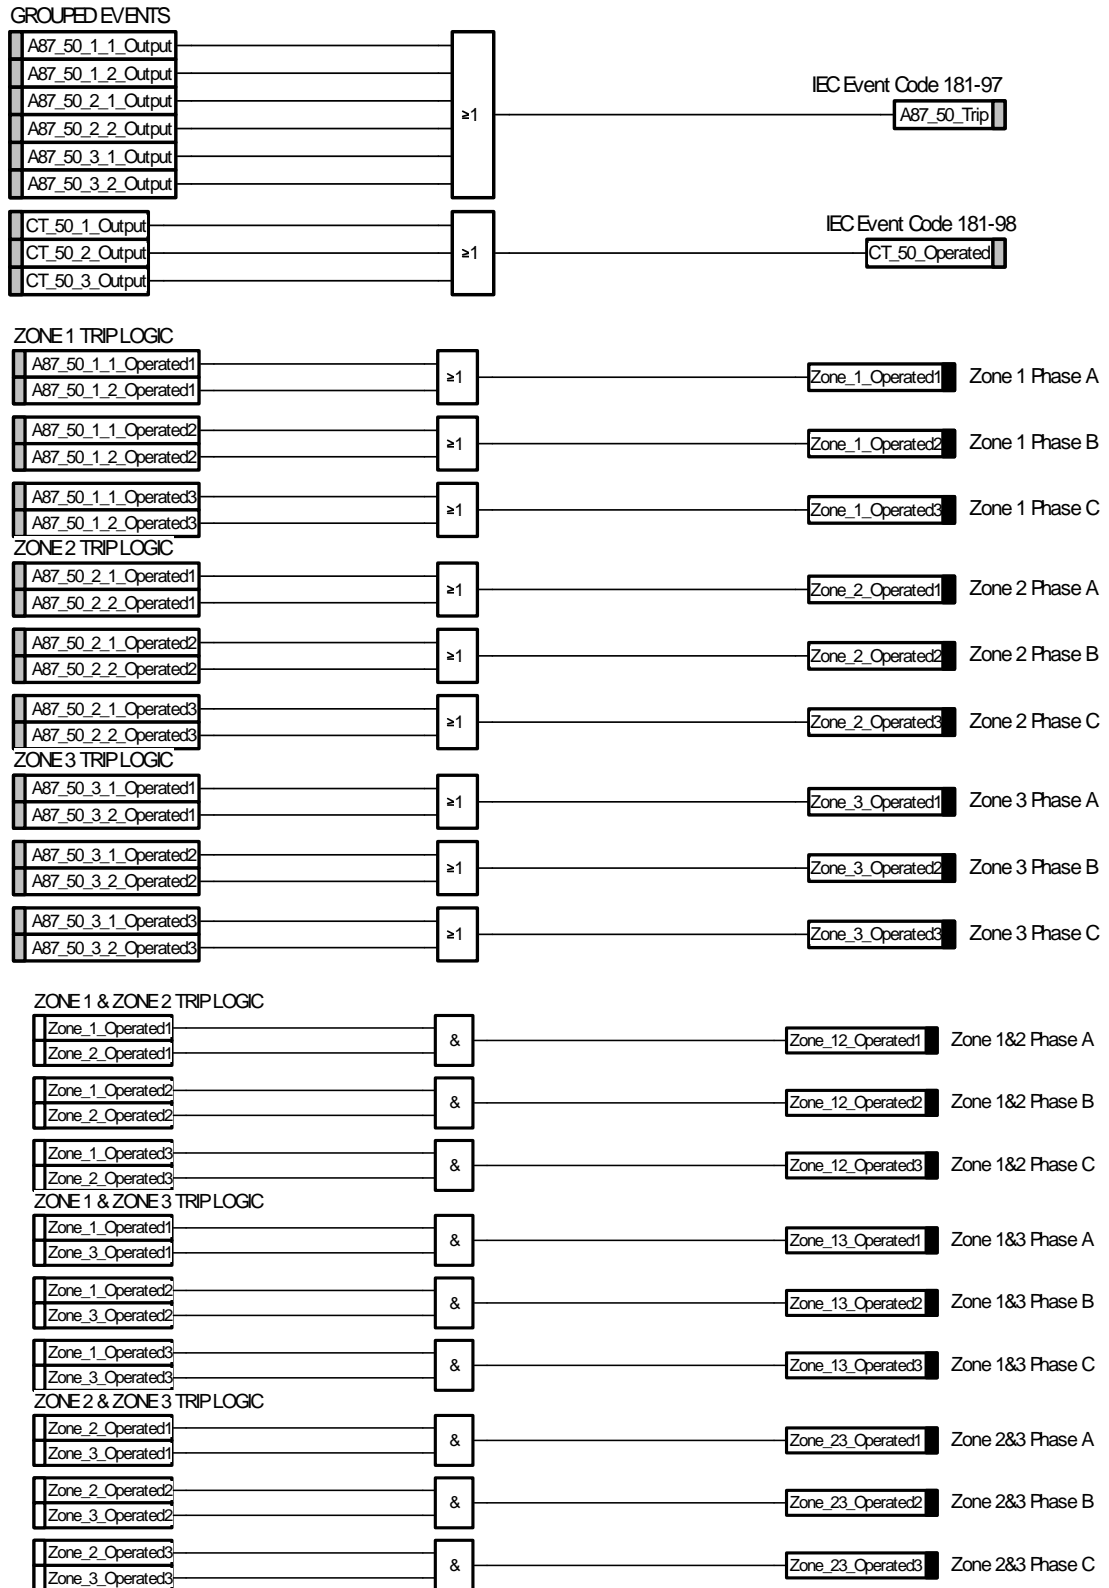 GROUPED EVENTS
A87_50_1_1_Output
A87_50_1_2_Output
A87_50_2_1_Output
A87_50_2_2_Output
A87_50_3_1_Output
A87_50_3_2_Output
≥1
IEC Event Code 181-97
A87_50_Trip
CT_50_1_Output
CT_50_2_Output
CT_50_3_Output
≥1
IEC Event Code 181-98
CT_50_Operated
ZONE 1 TRIP LOGIC
A87_50_1_1_Operated1
A87_50_1_2_Operated1
≥1
Zone_1_Operated1 Zone 1 Phase A
A87_50_1_1_Operated2
A87_50_1_2_Operated2
≥1
Zone_1_Operated2 Zone 1 Phase B
A87_50_1_1_Operated3
A87_50_1_2_Operated3
≥1
Zone_1_Operated3 Zone 1 Phase C
ZONE 2 TRIP LOGIC
A87_50_2_1_Operated1
A87_50_2_2_Operated1
≥1
Zone_2_Operated1 Zone 2 Phase A
A87_50_2_1_Operated2
A87_50_2_2_Operated2
≥1
Zone_2_Operated2 Zone 2 Phase B
A87_50_2_1_Operated3
A87_50_2_2_Operated3
≥1
Zone_2_Operated3 Zone 2 Phase C
ZONE 3 TRIP LOGIC
A87_50_3_1_Operated1
A87_50_3_2_Operated1
≥1
Zone_3_Operated1 Zone 3 Phase A
A87_50_3_1_Operated2
A87_50_3_2_Operated2
≥1
Zone_3_Operated2 Zone 3 Phase B
A87_50_3_1_Operated3
A87_50_3_2_Operated3
≥1
Zone_3_Operated3 Zone 3 Phase C
ZONE 1 & ZONE 2 TRIP LOGIC
Zone_1_Operated1
Zone_2_Operated1
&
Zone_12_Operated1 Zone 1&2 Phase A
Zone_1_Operated2
Zone_2_Operated2
&
Zone_12_Operated2 Zone 1&2 Phase B
Zone_1_Operated3
Zone_2_Operated3
&
Zone_12_Operated3 Zone 1&2 Phase C
ZONE 1 & ZONE 3 TRIP LOGIC
Zone_1_Operated1
Zone_3_Operated1
&
Zone_13_Operated1 Zone 1&3 Phase A
Zone_1_Operated2
Zone_3_Operated2
&
Zone_13_Operated2 Zone 1&3 Phase B
Zone_1_Operated3
Zone_3_Operated3
&
Zone_13_Operated3 Zone 1&3 Phase C
ZONE 2 & ZONE 3 TRIP LOGIC
Zone_2_Operated1
Zone_3_Operated1
&
Zone_23_Operated1 Zone 2&3 Phase A
Zone_2_Operated2
Zone_3_Operated2
&
Zone_23_Operated2 Zone 2&3 Phase B
Zone_2_Operated3
Zone_3_Operated3
&
Zone_23_Operated3 Zone 2&3 Phase C